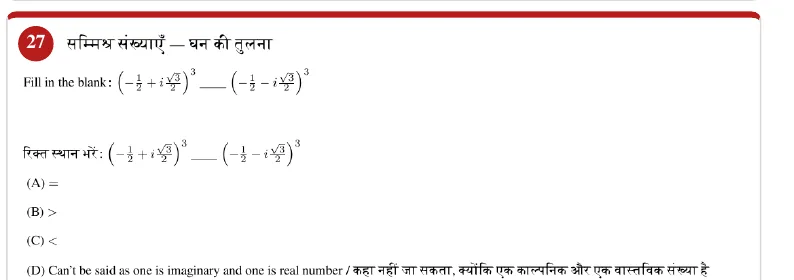 27 सम्मिश्र संख्याएँ — घन की तुलना
Fill in the blank: (−1/2 + i √3/2)³ ___ (−1/2 − i √3/2)³
रिक्त स्थान भरें: (−1/2 + i √3/2)³ ___ (−1/2 − i √3/2)³
(A) =
(B) >
(C) <
(D) Can't be said as one is imaginary and one is real number / कहा नहीं जा सकता, क्योंकि एक काल्पनिक और एक वास्तविक संख्या है